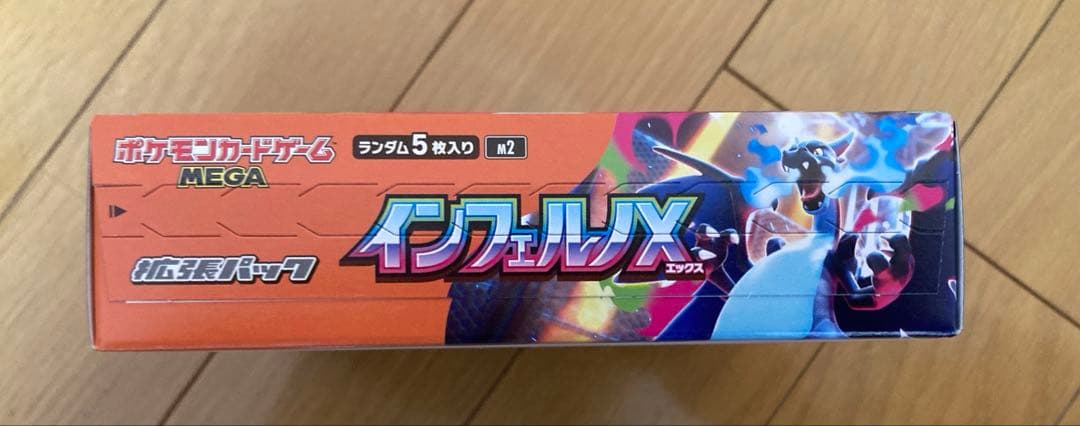 ポケモンカードゲーム
MEGA
ランダム5枚入り
M2
拡張パック
インフェルノX
エックス